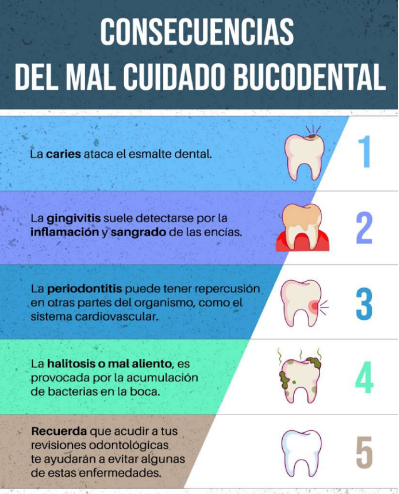 CONSECUENCIAS
DEL MAL CUIDADO BUCODENTAL
La caries ataca el esmalte dental.
1
La gingivitis suele detectarse por la
inflamación y sangrado de las encías.
2
La periodontitis puede tener repercusión
en otras partes del organismo, como el
sistema cardiovascular.
3
La halitosis o mal aliento, es
provocada por la acumulación
de bacterias en la boca.
4
Recuerda que acudir a tus
revisiones odontológicas
te ayudarán a evitar algunas
de estas enfermedades.
5